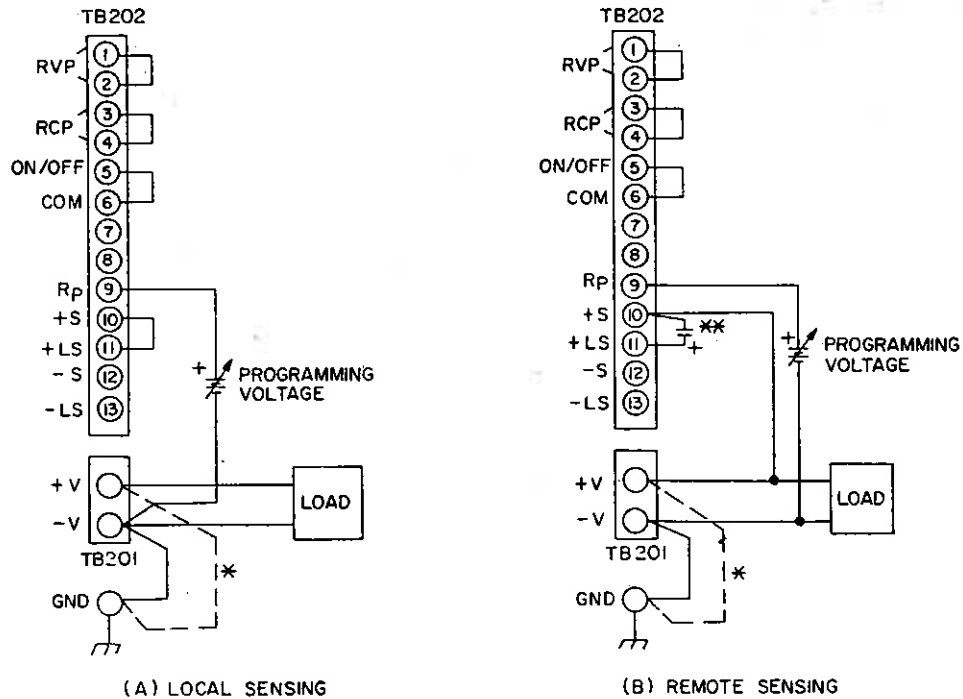 TB202
RVP
1
2
RCP
3
4
ON/OFF 5
COM 6
7
8
RP 9
+S 10
+LS 11
-S 12
-LS 13
+ PROGRAMMING
VOLTAGE
+V
-V
LOAD
TB201
*
GND
(A) LOCAL SENSING
TB202
RVP
1
2
RCP
3
4
ON/OFF 5
COM 6
7
8
RP 9
+S 10
**
+LS 11 +
-S 12
-LS 13
+ PROGRAMMING
VOLTAGE
+V
-V
LOAD
TB201
*
GND
(B) REMOTE SENSING